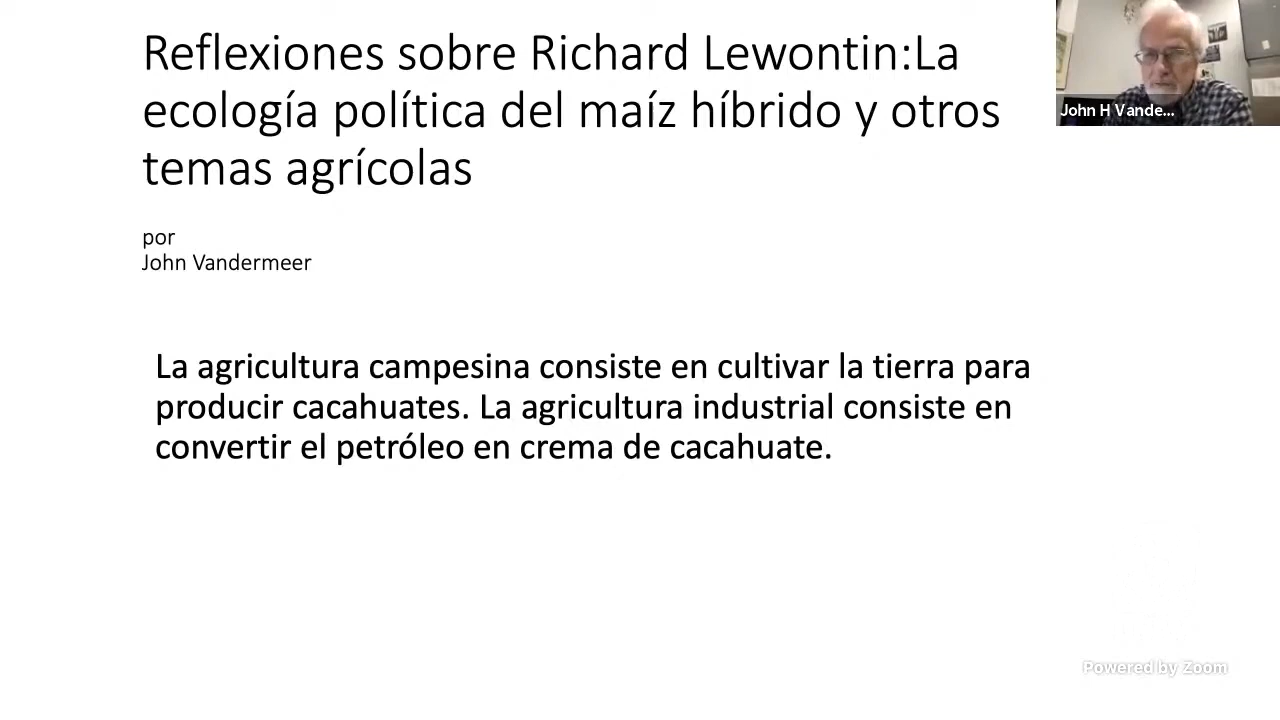 Reflexiones sobre Richard Lewontin:La
ecología política del maíz híbrido y otros
temas agrícolas
John H Vande...
por
John Vandermeer
La agricultura campesina consiste en cultivar la tierra para
producir cacahuates. La agricultura industrial consiste en
convertir el petróleo en crema de cacahuate.
Powered by Zoom